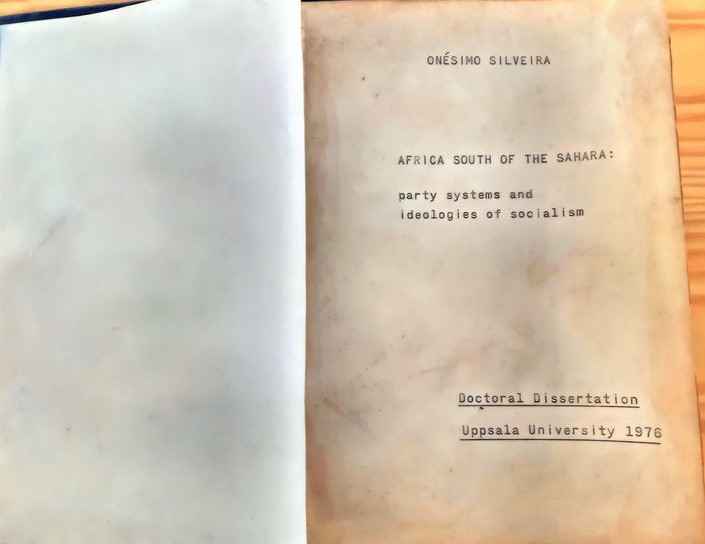 ONÉSIMO SILVEIRA
AFRICA SOUTH OF THE SAHARA:
party systems and
ideologies of socialism
Doctoral Dissertation
Uppsala University 1976